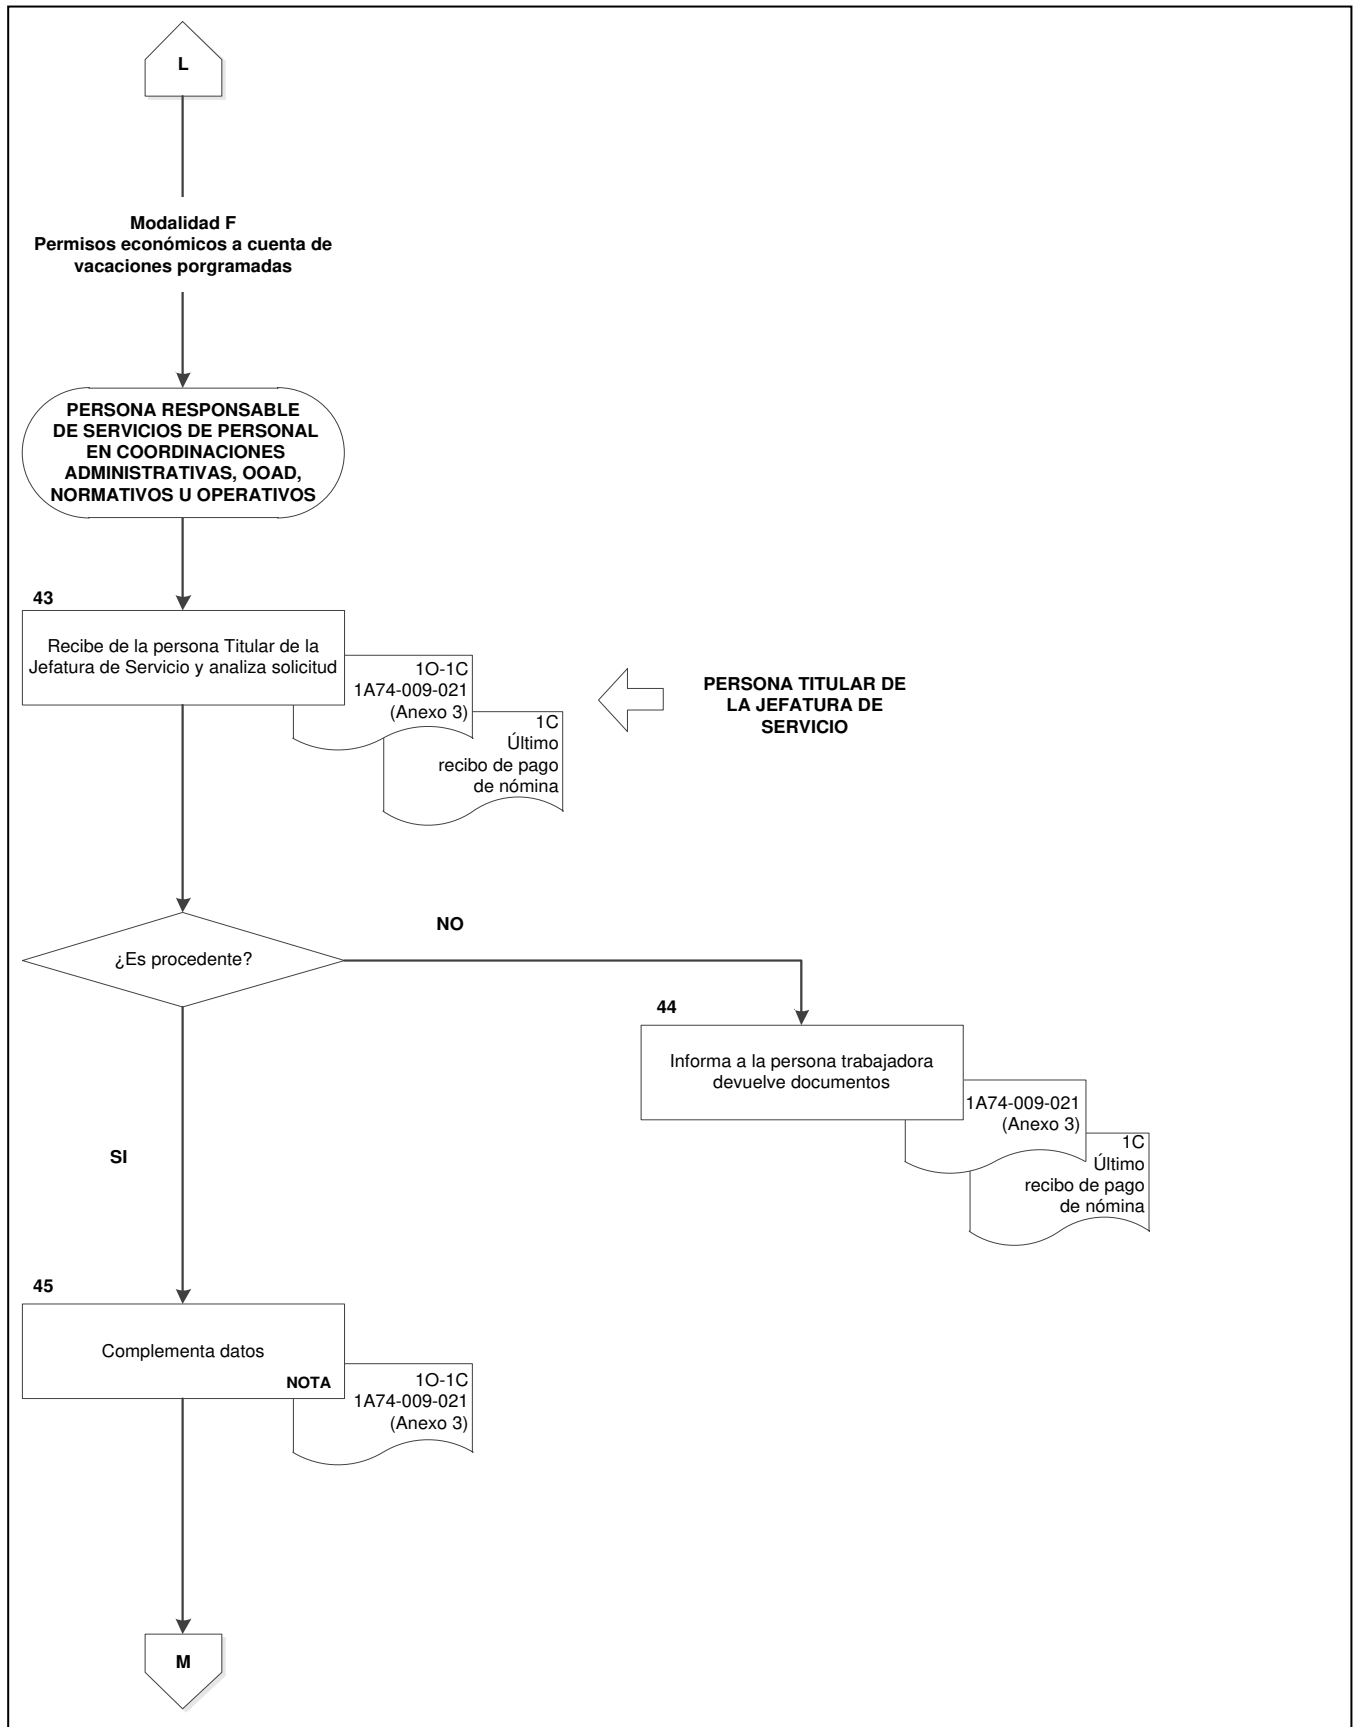 L
Modalidad F
Permisos económicos a cuenta de
vacaciones porgramadas
PERSONA RESPONSABLE
DE SERVICIOS DE PERSONAL
EN COORDINACIONES
ADMINISTRATIVAS, OOAD,
NORMATIVOS U OPERATIVOS
43
Recibe de la persona Titular de la
Jefatura de Servicio y analiza solicitud
1O-1C
1A74-009-021
(Anexo 3)
1C
Último
recibo de pago
de nómina
PERSONA TITULAR DE
LA JEFATURA DE
SERVICIO
¿Es procedente?
NO
44
Informa a la persona trabajadora
devuelve documentos
1A74-009-021
(Anexo 3)
1C
Último
recibo de pago
de nómina
SI
45
Complementa datos
NOTA
1O-1C
1A74-009-021
(Anexo 3)
M